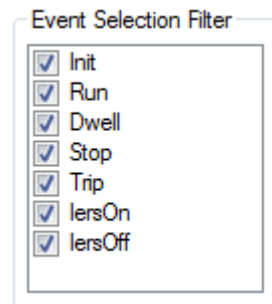 Event Selection Filter
Init
Run
Dwell
Stop
Trip
IersOn
IersOff